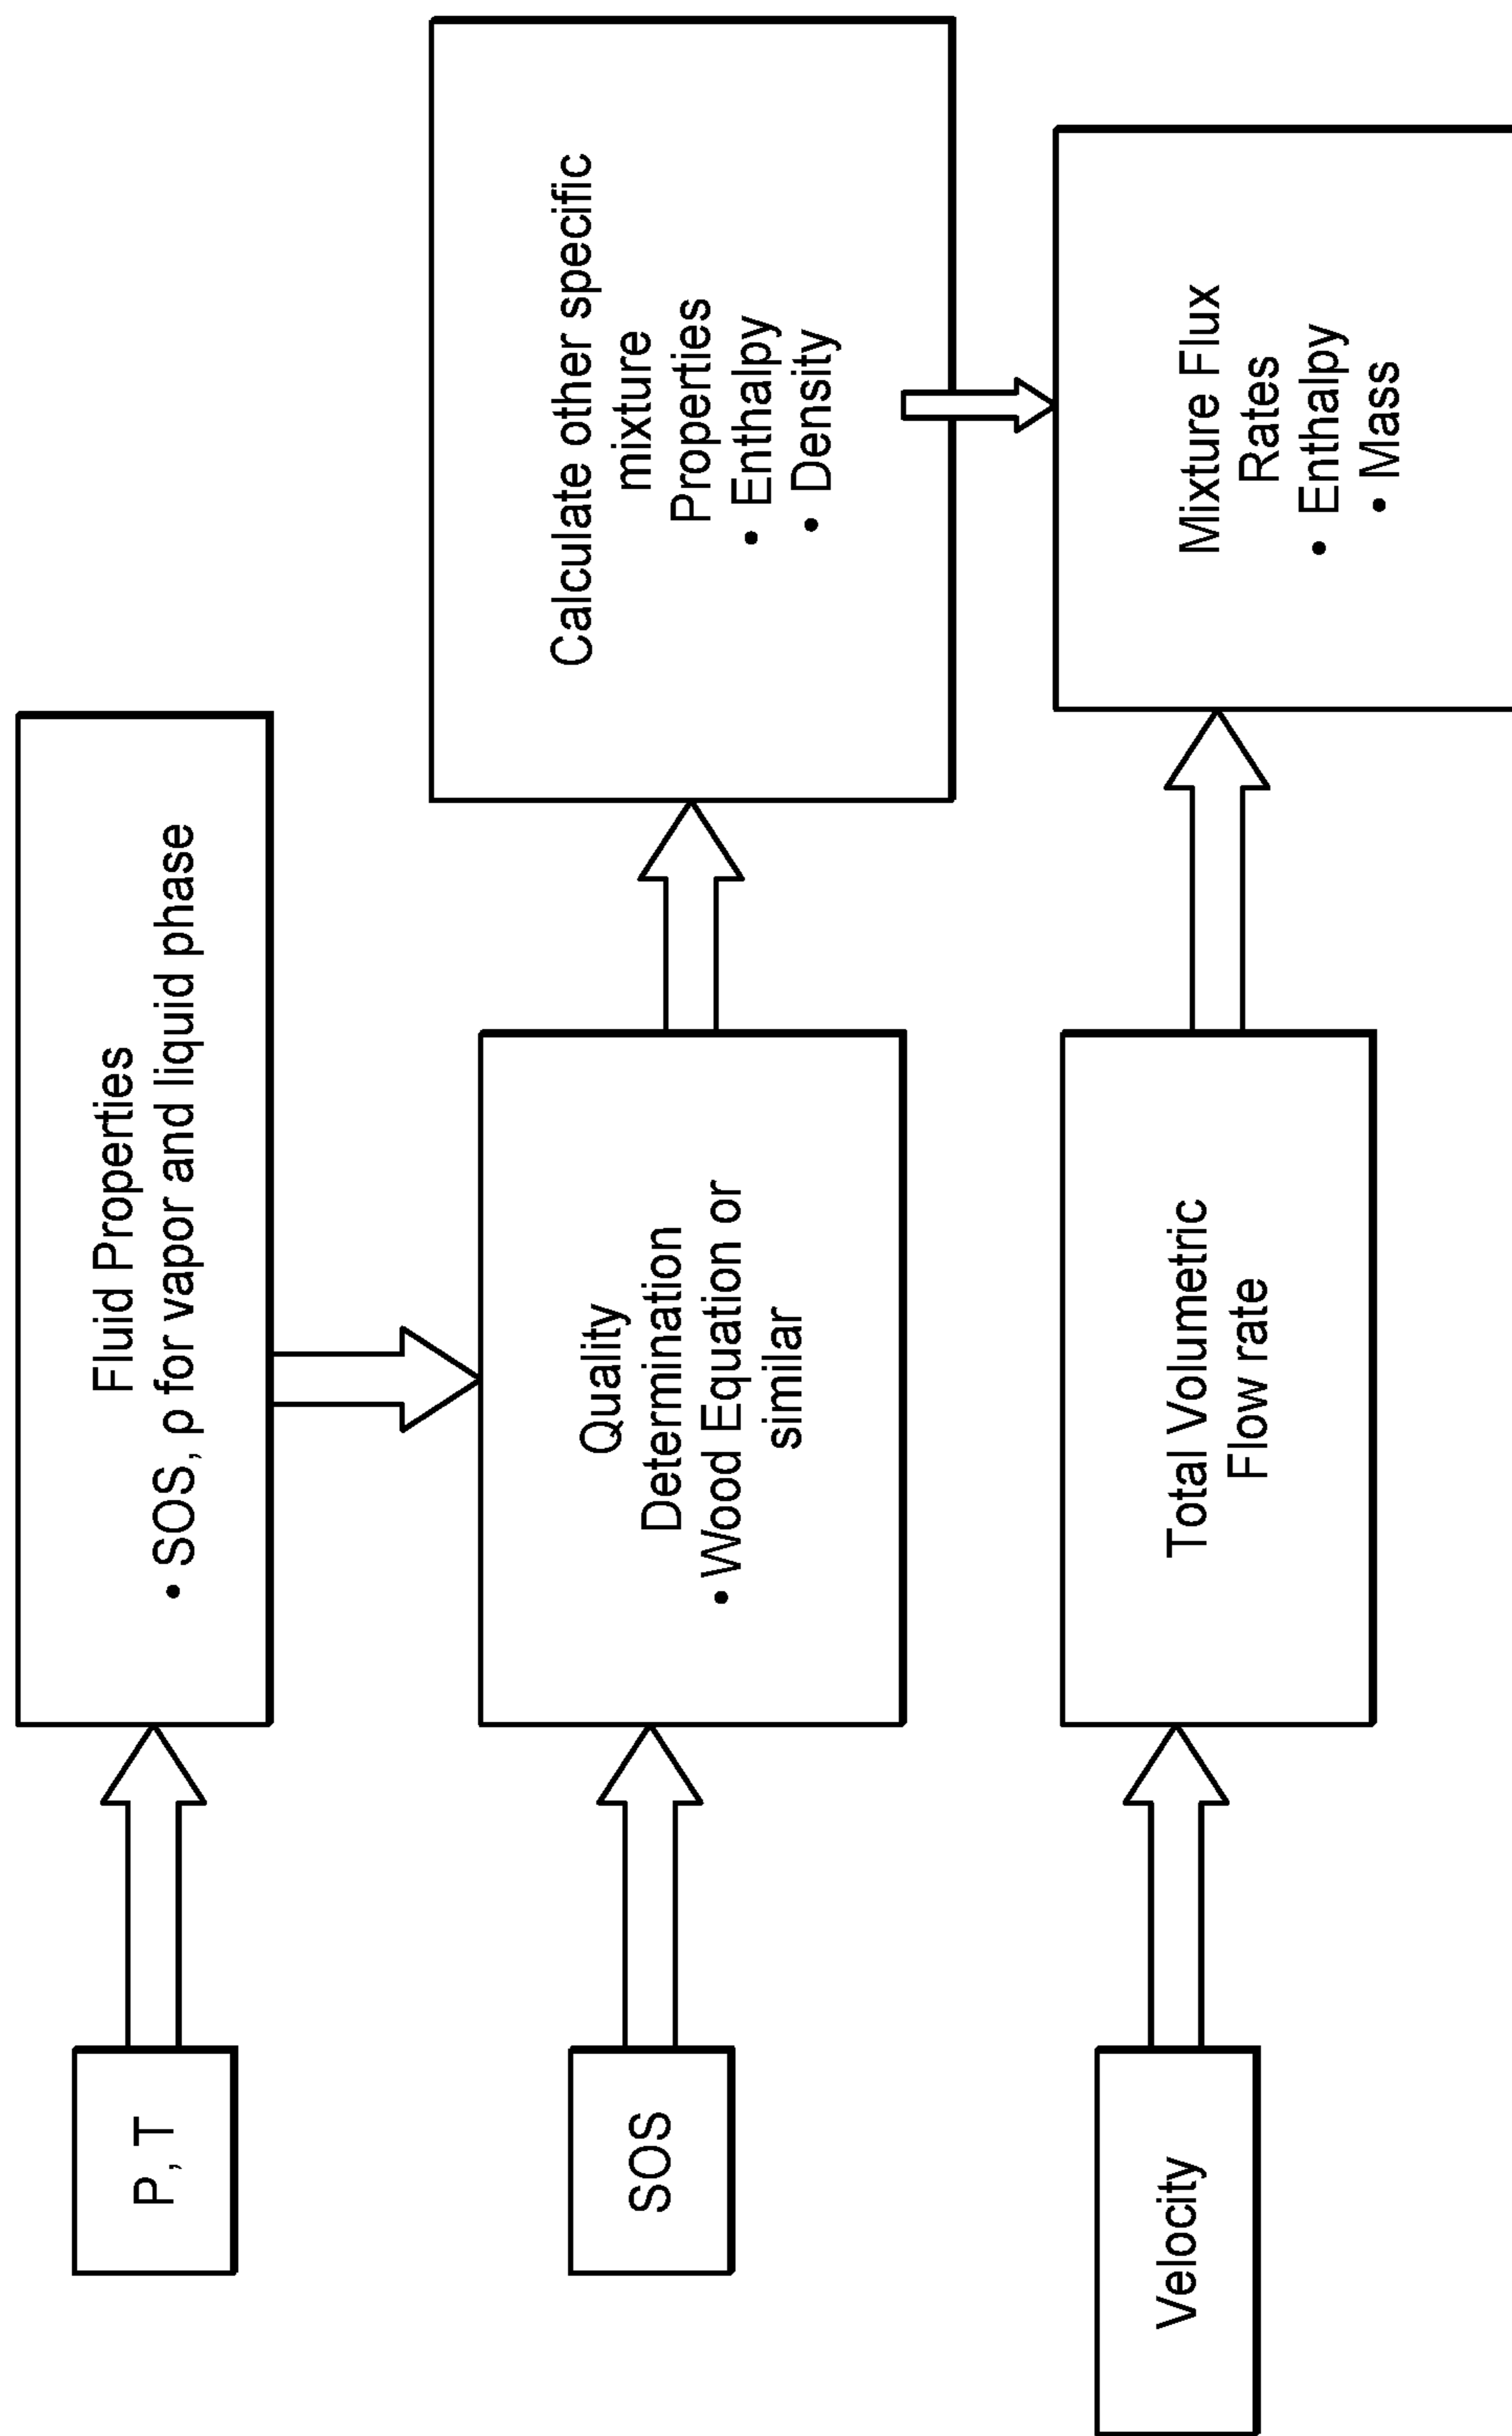 P, T
Fluid Properties
• SOS, ρ for vapor and liquid phase
SOS
Quality
Determination
• Wood Equation or
similar
Calculate other specific
mixture
Properties
• Enthalpy
• Density
Velocity
Total Volumetric
Flow rate
Mixture Flux
Rates
• Enthalpy
• Mass